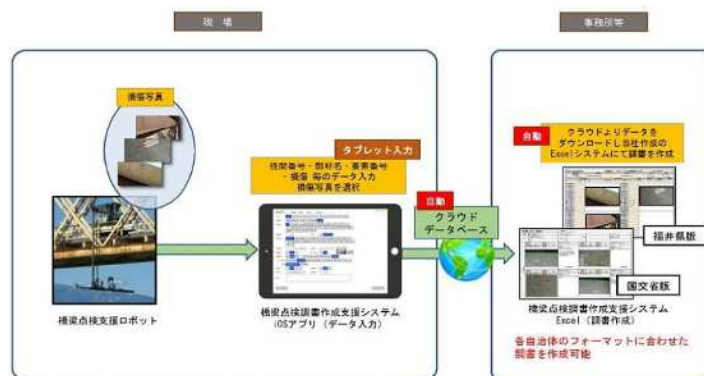 現 場
事務所等
損傷写真
タブレット入力
径間番号・部材名・要素番号
・損傷 毎のデータ入力
損傷写真を選択
自動
クラウド
データベース
自動
クラウドよりデータを
ダウンロードし当社作成の
Excelシステムにて調書を作成
福井県版
国交省版
橋梁点検支援ロボット
橋梁点検調書作成支援システム
iOSアプリ（データ入力）
橋梁点検調書作成支援システム
Excel（調書作成）
各自治体のフォーマットに合わせた
調書を作成可能